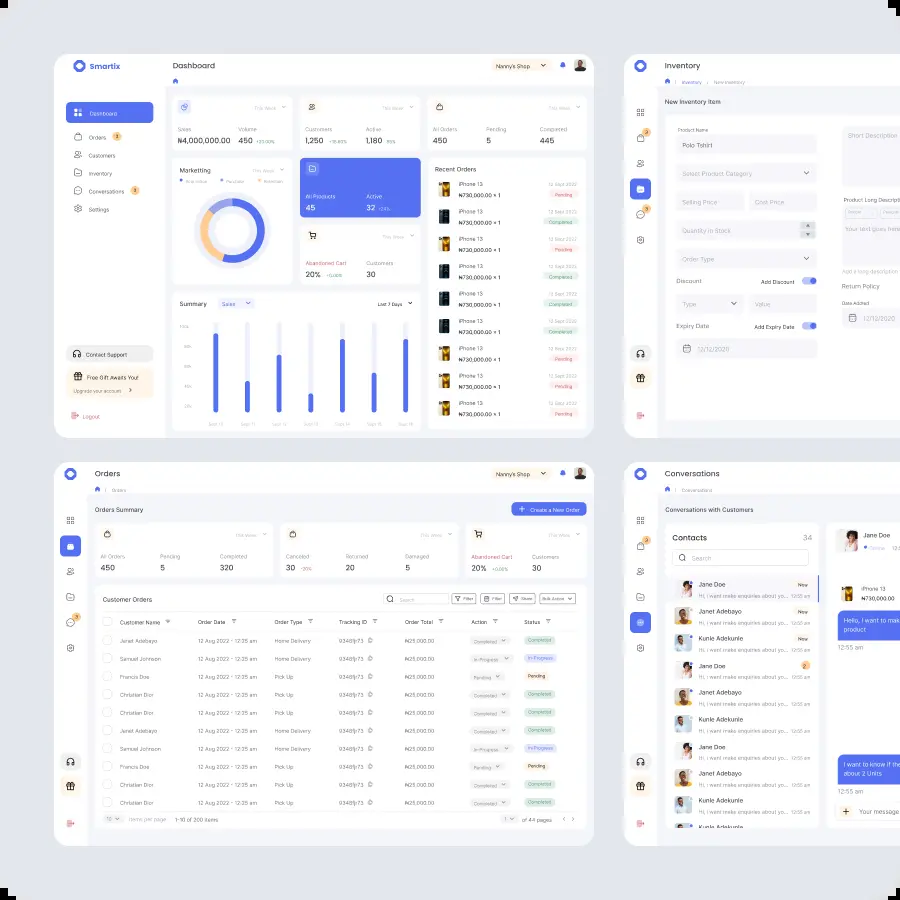 Smartix
Dashboard
Nanny's Shop
Dashboard
Orders 3
Customers
Inventory
Conversations 3
Settings
Contact Support
Free Gift Awaits You!
Upgrade your account
Logout
This Week
Sales
₦4,000,000.00
Volume
450 +20.00%
This Week
Customers
1,250
Active
1,180 85%
This Week
All Orders
450
Pending
5
Completed
445
Marketting
This Week
Acquisition Purchase Retention
All Products
45
Active
32 +24%
This Week
Abandoned Cart
20% +0.00%
Customers
30
Summary Sales
Last 7 Days
100k
80k
60k
40k
20k
Sept 10 Sept 11 Sept 12 Sept 13 Sept 14 Sept 15 Sept 16
Recent Orders
iPhone 13 12 Sept 2022
₦730,000.00 × 1 Pending
iPhone 13 12 Sept 2022
₦730,000.00 × 1 Completed
iPhone 13 12 Sept 2022
₦730,000.00 × 1 Pending
iPhone 13 12 Sept 2022
₦730,000.00 × 1 Completed
iPhone 13 12 Sept 2022
₦730,000.00 × 1 Completed
iPhone 13 12 Sept 2022
₦730,000.00 × 1 Completed
iPhone 13 12 Sept 2022
₦730,000.00 × 1 Pending
iPhone 13 12 Sept 2022
₦730,000.00 × 1 Pending
iPhone 13 12 Sept 2022
₦730,000.00 × 1 Pending
Inventory
/ Inventory New Inventory
New Inventory Item
3
3
Product Name
Polo Tshirt
Select Product Category
Selling Price Cost Price
Quantity in Stock
Order Type
Discount Add Discount
Type Value
Expiry Date Add Expiry Date
12/12/2020
Short Description
Product Long Descripti
Your text goes here
Add a long description
Return Policy
Date Added
12/12/2020
Orders
Nanny's Shop
/ Orders
Orders Summary
+ Create a New Order
3
This Week
All Orders
450
Pending
5
Completed
320
This Week
Canceled
30 -20%
Returned
20
Damaged
5
This Week
Abandoned Cart
20% +0.00%
Customers
30
Customer Orders
Search
Filter Filter Share Bulk Action
Customer Name Order Date Order Type Tracking ID Order Total Action Status
Janet Adebayo 12 Aug 2022 - 12:25 am Home Delivery 9348fjr73 ₦25,000.00 Completed Completed
Samuel Johnson 12 Aug 2022 - 12:25 am Home Delivery 9348fjr73 ₦25,000.00 In-Progress In-Progress
Francis Doe 12 Aug 2022 - 12:25 am Pick Up 9348fjr73 ₦25,000.00 Pending Pending
Christian Dior 12 Aug 2022 - 12:25 am Pick Up 9348fjr73 ₦25,000.00 Completed Completed
Janet Adebayo 12 Aug 2022 - 12:25 am Home Delivery 9348fjr73 ₦25,000.00 Completed Completed
Samuel Johnson 12 Aug 2022 - 12:25 am Home Delivery 9348fjr73 ₦25,000.00 In-Progress In-Progress
Francis Doe 12 Aug 2022 - 12:25 am Pick Up 9348fjr73 ₦25,000.00 Pending Pending
Christian Dior 12 Aug 2022 - 12:25 am Pick Up 9348fjr73 ₦25,000.00 Completed Completed
Christian Dior 12 Aug 2022 - 12:25 am Pick Up 9348fjr73 ₦25,000.00 Completed Completed
10 Items per page 1-10 of 200 items
1 of 44 pages
Conversations
/ Conversations
Conversations with Customers
3
Contacts 34
Search
Jane Doe Now
Hi, i want make enquiries about yo... 12:55 am
Janet Adebayo Now
Hi, i want make enquiries about yo... 12:55 am
Kunle Adekunle Now
Hi, i want make enquiries about yo... 12:55 am
Jane Doe 2
Hi, i want make enquiries about yo... 12:55 am
Janet Adebayo
Hi, i want make enquiries about yo... 12:55 am
Kunle Adekunle
Hi, i want make enquiries about yo... 12:55 am
Jane Doe
Hi, i want make enquiries about yo... 12:55 am
Janet Adebayo
Hi, i want make enquiries about yo... 12:55 am
Kunle Adekunle
Hi, i want make enquiries about yo... 12:55 am
Kunle Adekunle
Jane Doe
Online
iPhone 13
₦730,000.00
Hello, I want to mak
product
12:55 am
I want to know if the
about 2 Units
12:55 am
+ Your message